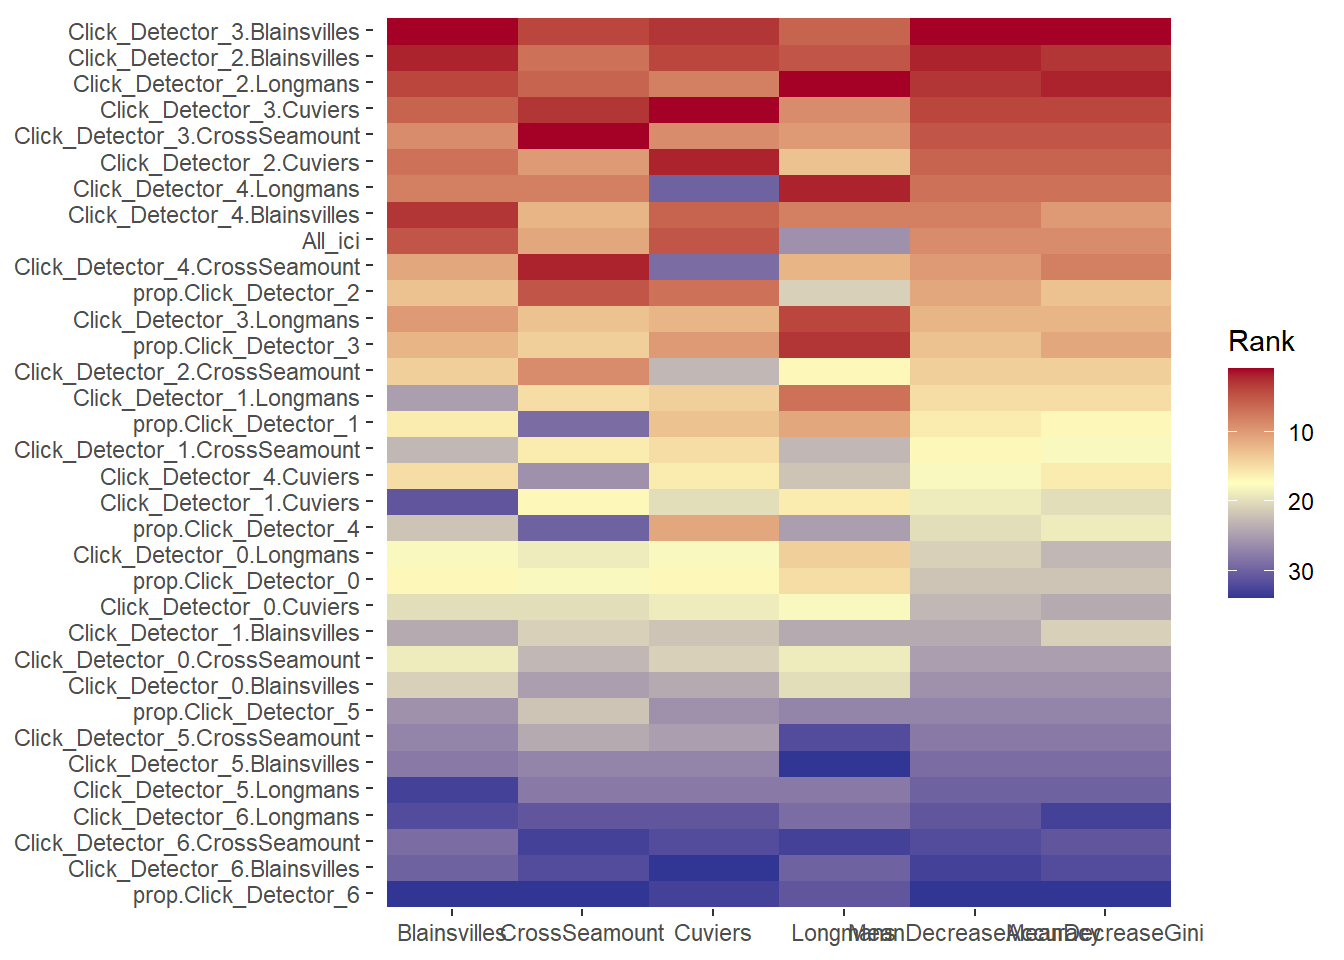 Click_Detector_3.Blainsvilles
Click_Detector_2.Blainsvilles
Click_Detector_2.Longmans
Click_Detector_3.Cuviers
Click_Detector_3.CrossSeamount
Click_Detector_2.Cuviers
Click_Detector_4.Longmans
Click_Detector_4.Blainsvilles
All_ici
Click_Detector_4.CrossSeamount
prop.Click_Detector_2
Click_Detector_3.Longmans
prop.Click_Detector_3
Click_Detector_2.CrossSeamount
Click_Detector_1.Longmans
prop.Click_Detector_1
Click_Detector_1.CrossSeamount
Click_Detector_4.Cuviers
Click_Detector_1.Cuviers
prop.Click_Detector_4
Click_Detector_0.Longmans
prop.Click_Detector_0
Click_Detector_0.Cuviers
Click_Detector_1.Blainsvilles
Click_Detector_0.CrossSeamount
Click_Detector_0.Blainsvilles
prop.Click_Detector_5
Click_Detector_5.CrossSeamount
Click_Detector_5.Blainsvilles
Click_Detector_5.Longmans
Click_Detector_6.Longmans
Click_Detector_6.CrossSeamount
Click_Detector_6.Blainsvilles
prop.Click_Detector_6
Blainsvilles CrossSeamount Cuviers Longmans MeanDecreaseAccuracy MeanDecreaseGini
Rank
10
20
30